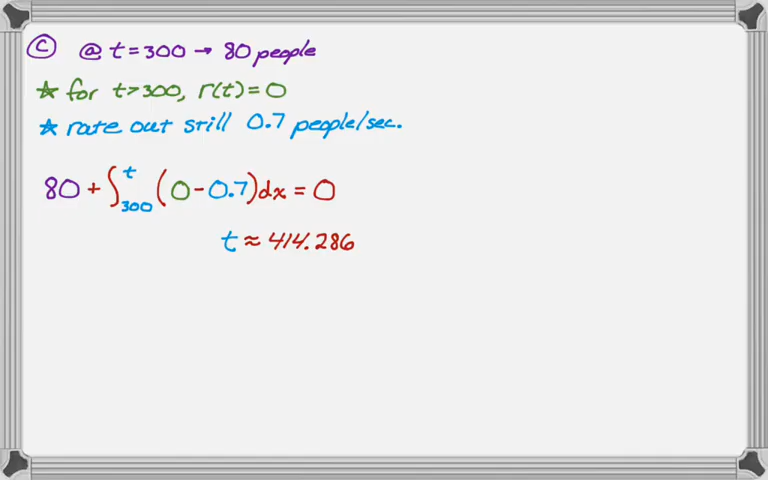 Ⓒ @ t = 300 → 80 people
★ for t > 300, r(t) = 0
★ rate out still 0.7 people/sec.
80 + ∫₃₀₀ᵗ (0 - 0.7) dx = 0
t ≈ 414.286